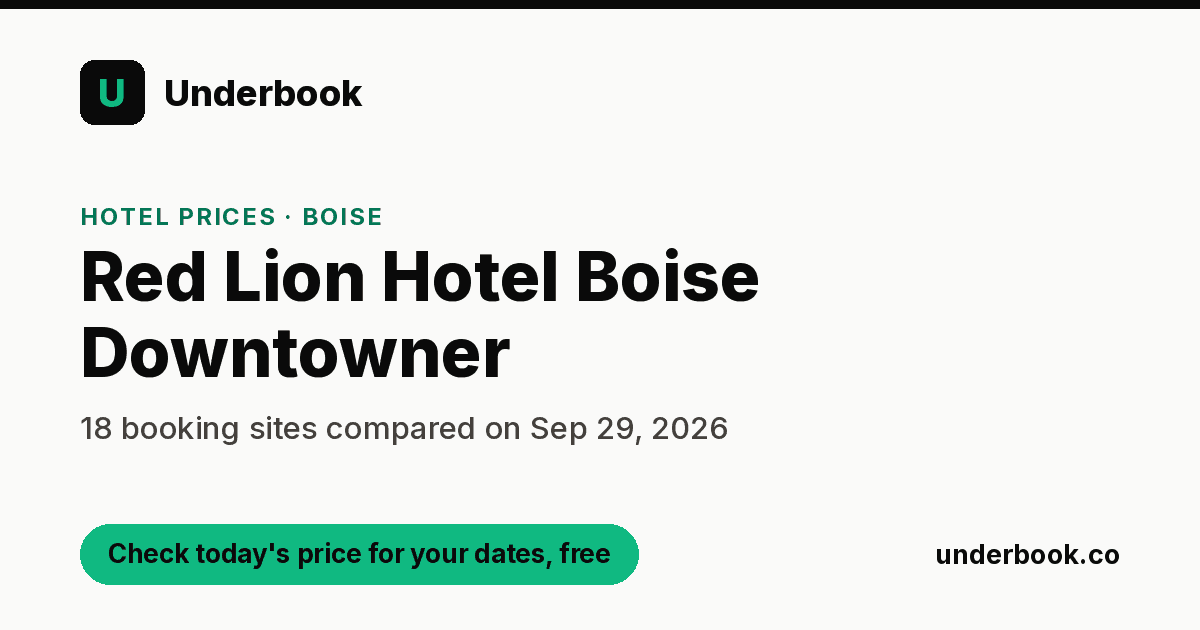 U Underbook
HOTEL PRICES · BOISE
Red Lion Hotel Boise
Downtowner
18 booking sites compared on Sep 29, 2026
Check today's price for your dates, free
underbook.co